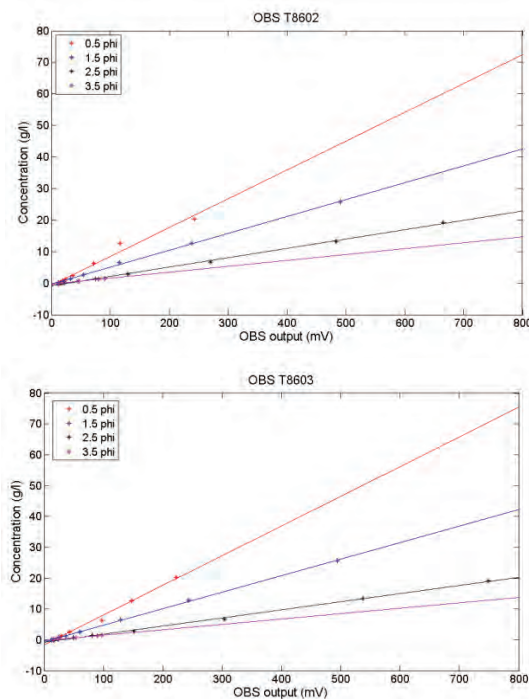 OBS T8602
80
0.5 phi
1.5 phi
2.5 phi
3.5 phi
70
60
50
40
30
20
10
0
-10
Concentration (g/l)
0 100 200 300 400 500 600 700 800
OBS output (mV)
OBS T8603
80
0.5 phi
1.5 phi
2.5 phi
3.5 phi
70
60
50
40
30
20
10
0
-10
Concentration (g/l)
0 100 200 300 400 500 600 700 800
OBS output (mV)